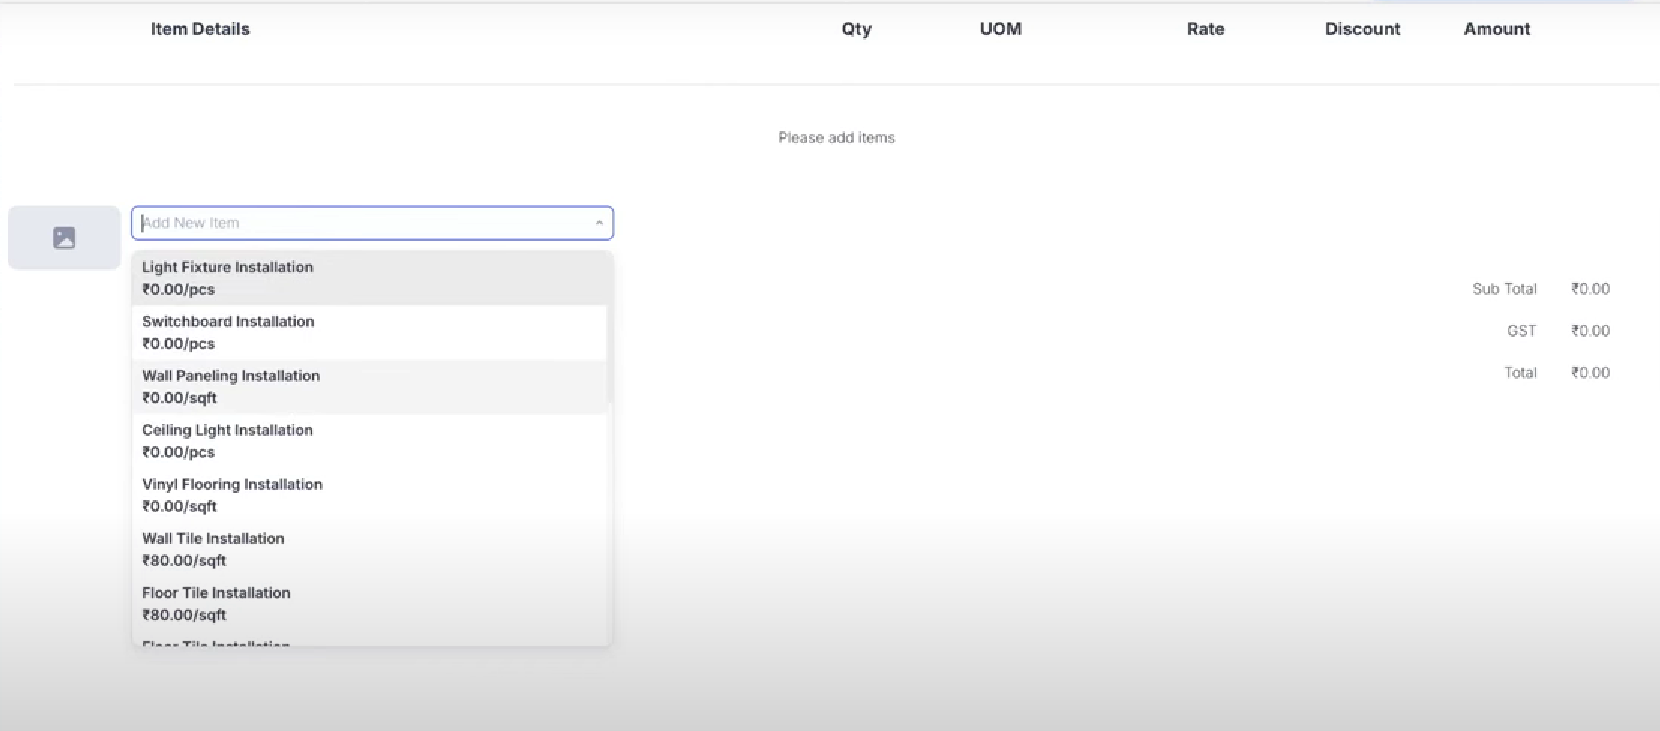 Item Details Qty UOM Rate Discount Amount
Please add items
Add New Item
Light Fixture Installation
₹0.00/pcs
Switchboard Installation
₹0.00/pcs
Wall Paneling Installation
₹0.00/sqft
Ceiling Light Installation
₹0.00/pcs
Vinyl Flooring Installation
₹0.00/sqft
Wall Tile Installation
₹80.00/sqft
Floor Tile Installation
₹80.00/sqft
Floor Tile Installation
Sub Total ₹0.00
GST ₹0.00
Total ₹0.00